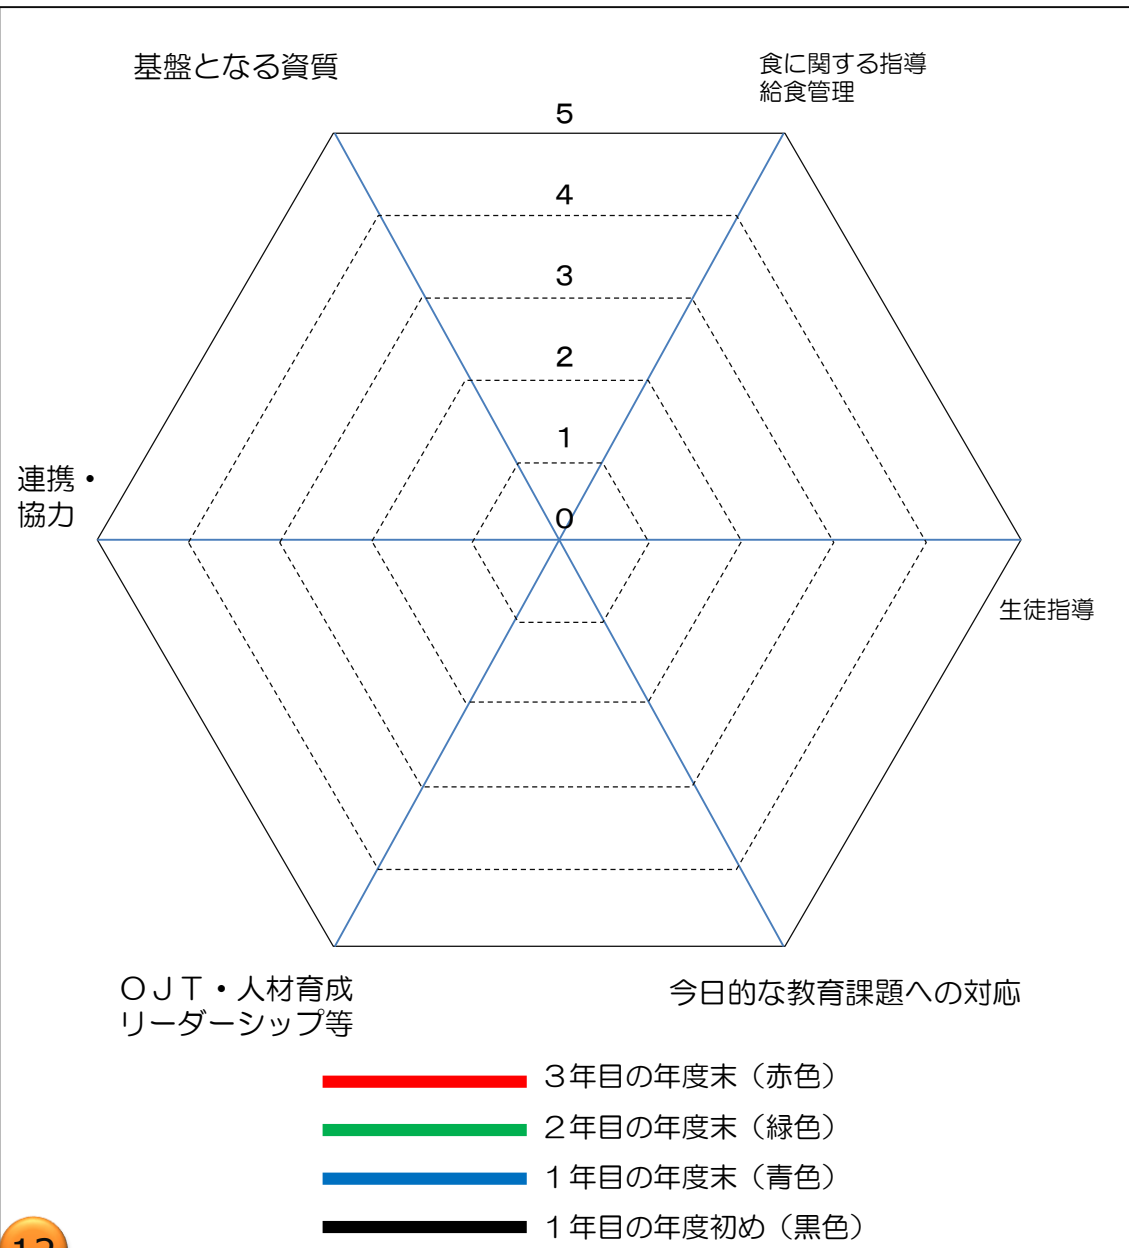 基盤となる資質
食に関する指導
給食管理
5
4
3
2
1
0
連携・
協力
生徒指導
ＯＪＴ・人材育成
リーダーシップ等
今日的な教育課題への対応
３年目の年度末（赤色）
２年目の年度末（緑色）
１年目の年度末（青色）
１年目の年度初め（黒色）